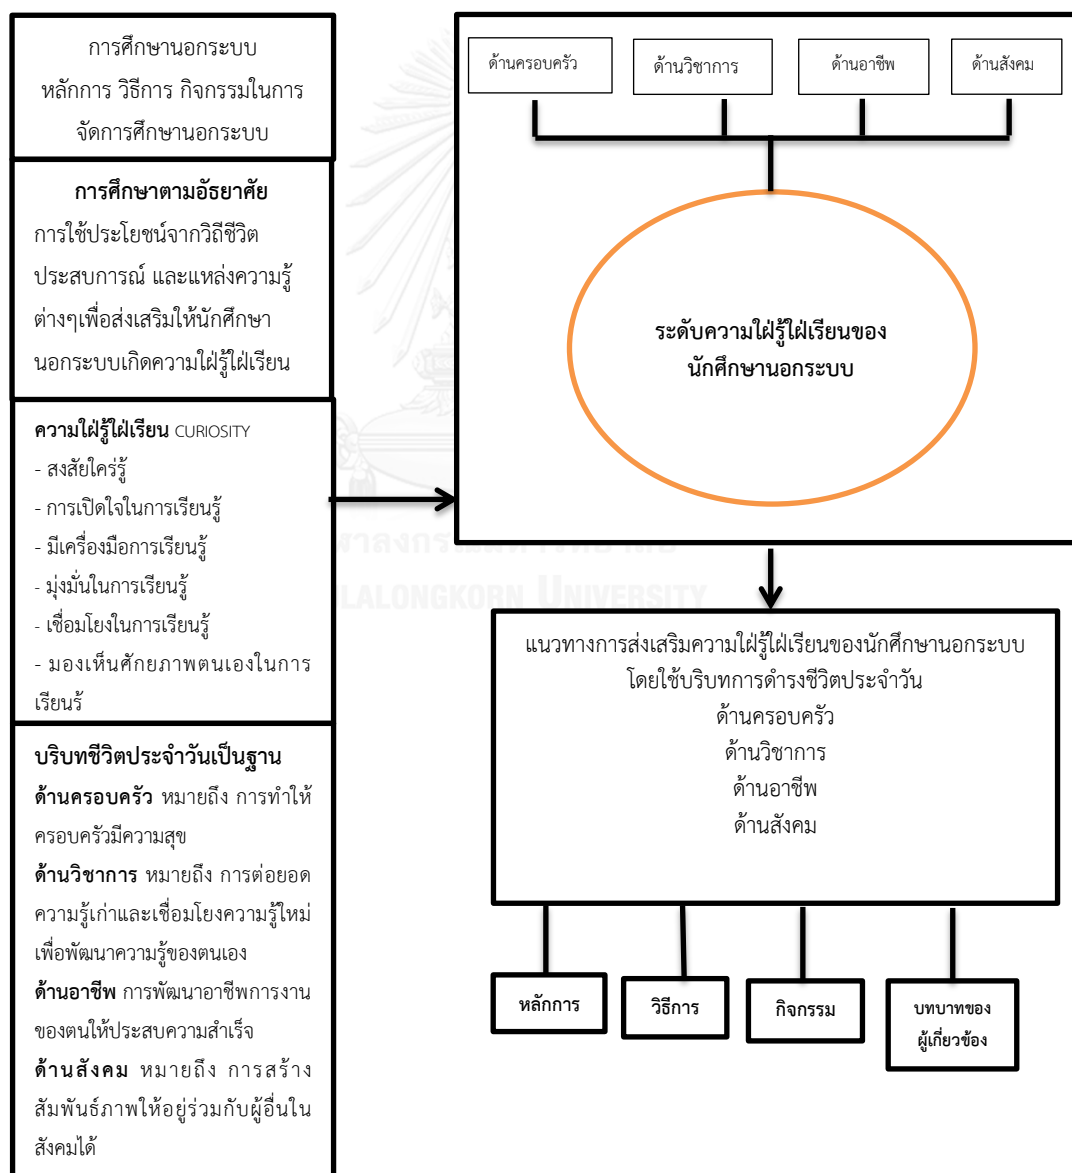 การศึกษานอกระบบ
หลักการ วิธีการ กิจกรรมในการ
จัดการศึกษานอกระบบ
การศึกษาตามอัธยาศัย
การใช้ประโยชน์จากวิถีชีวิต
ประสบการณ์ และแหล่งความรู้
ต่างๆเพื่อส่งเสริมให้นักศึกษา
นอกระบบเกิดความใฝ่รู้ใฝ่เรียน
ความใฝ่รู้ใฝ่เรียน CURIOSITY
- สงสัยใคร่รู้
- การเปิดใจในการเรียนรู้
- มีเครื่องมือการเรียนรู้
- มุ่งมั่นในการเรียนรู้
- เชื่อมโยงในการเรียนรู้
- มองเห็นศักยภาพตนเองในการ
เรียนรู้
บริบทชีวิตประจำวันเป็นฐาน
ด้านครอบครัว หมายถึง การทำให้
ครอบครัวมีความสุข
ด้านวิชาการ หมายถึง การต่อยอด
ความรู้เก่าและเชื่อมโยงความรู้ใหม่
เพื่อพัฒนาความรู้ของตนเอง
ด้านอาชีพ การพัฒนาอาชีพการงาน
ของตนให้ประสบความสำเร็จ
ด้านสังคม หมายถึง การสร้าง
สัมพันธ์ภาพให้อยู่ร่วมกับผู้อื่นใน
สังคมได้
ด้านครอบครัว
ด้านวิชาการ
ด้านอาชีพ
ด้านสังคม
ระดับความใฝ่รู้ใฝ่เรียนของ
นักศึกษานอกระบบ
UNIVERSITY
แนวทางการส่งเสริมความใฝ่รู้ใฝ่เรียนของนักศึกษานอกระบบ
โดยใช้บริบทการดำรงชีวิตประจำวัน
ด้านครอบครัว
ด้านวิชาการ
ด้านอาชีพ
ด้านสังคม
หลักการ
วิธีการ
กิจกรรม
บทบาทของ
ผู้เกี่ยวข้อง